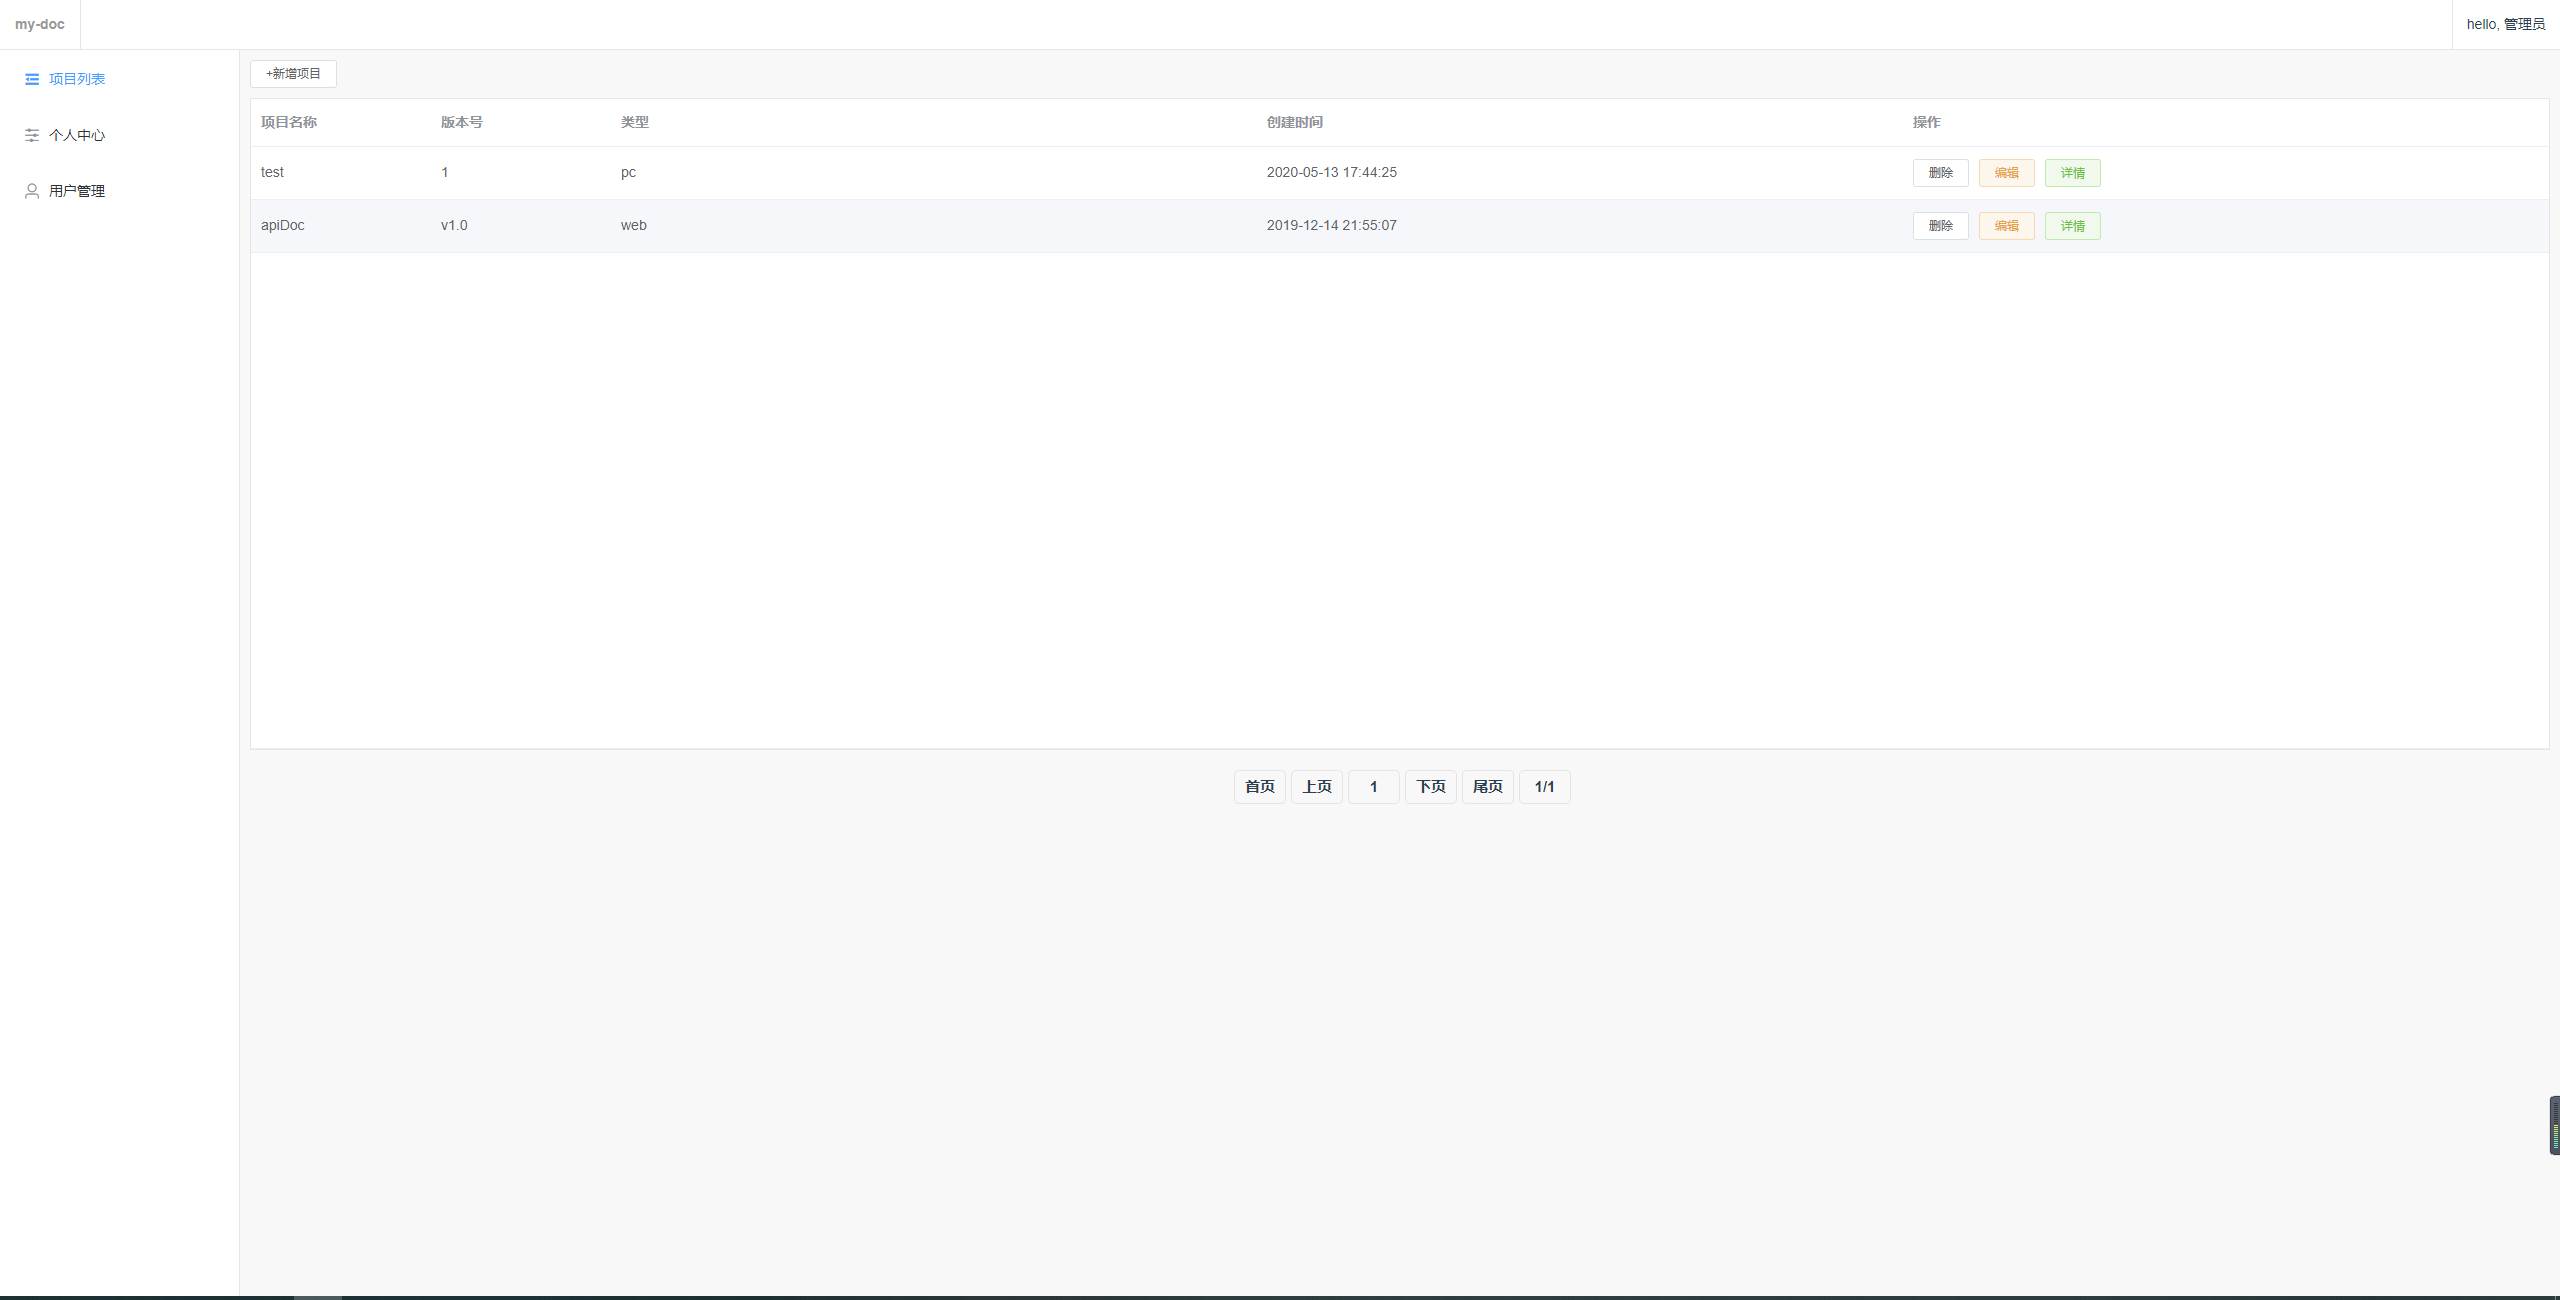 my-doc
hello, 管理员
项目列表
个人中心
用户管理
+新增项目
项目名称 版本号 类型 创建时间 操作
test 1 pc 2020-05-13 17:44:25 删除 编辑 详情
apiDoc v1.0 web 2019-12-14 21:55:07 删除 编辑 详情
首页 上页 1 下页 尾页 1/1